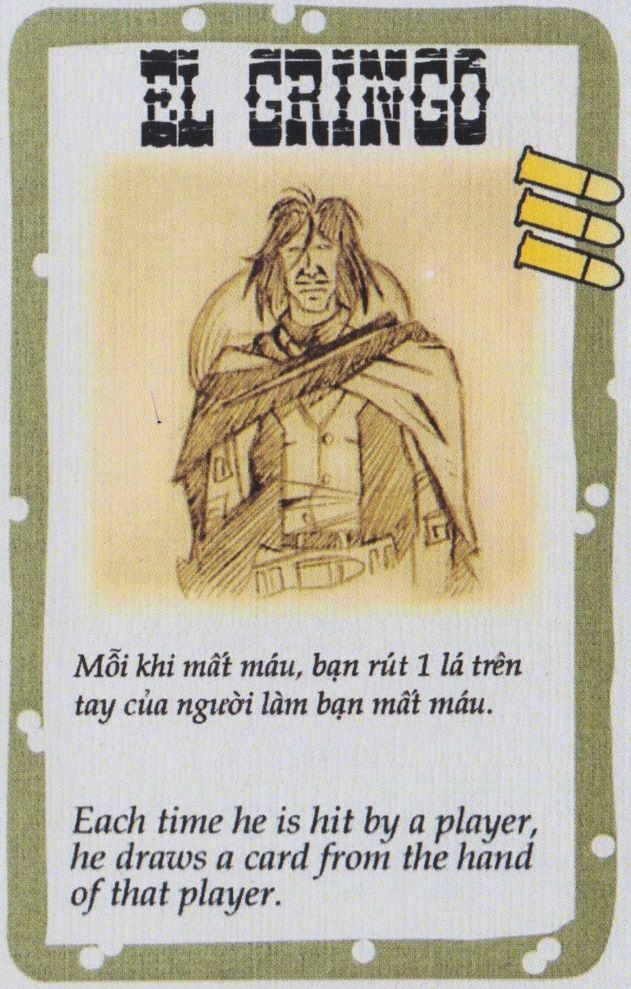 EL GRINGO
Mỗi khi mất máu, bạn rút 1 lá trên
tay của người làm bạn mất máu.
Each time he is hit by a player,
he draws a card from the hand
of that player.